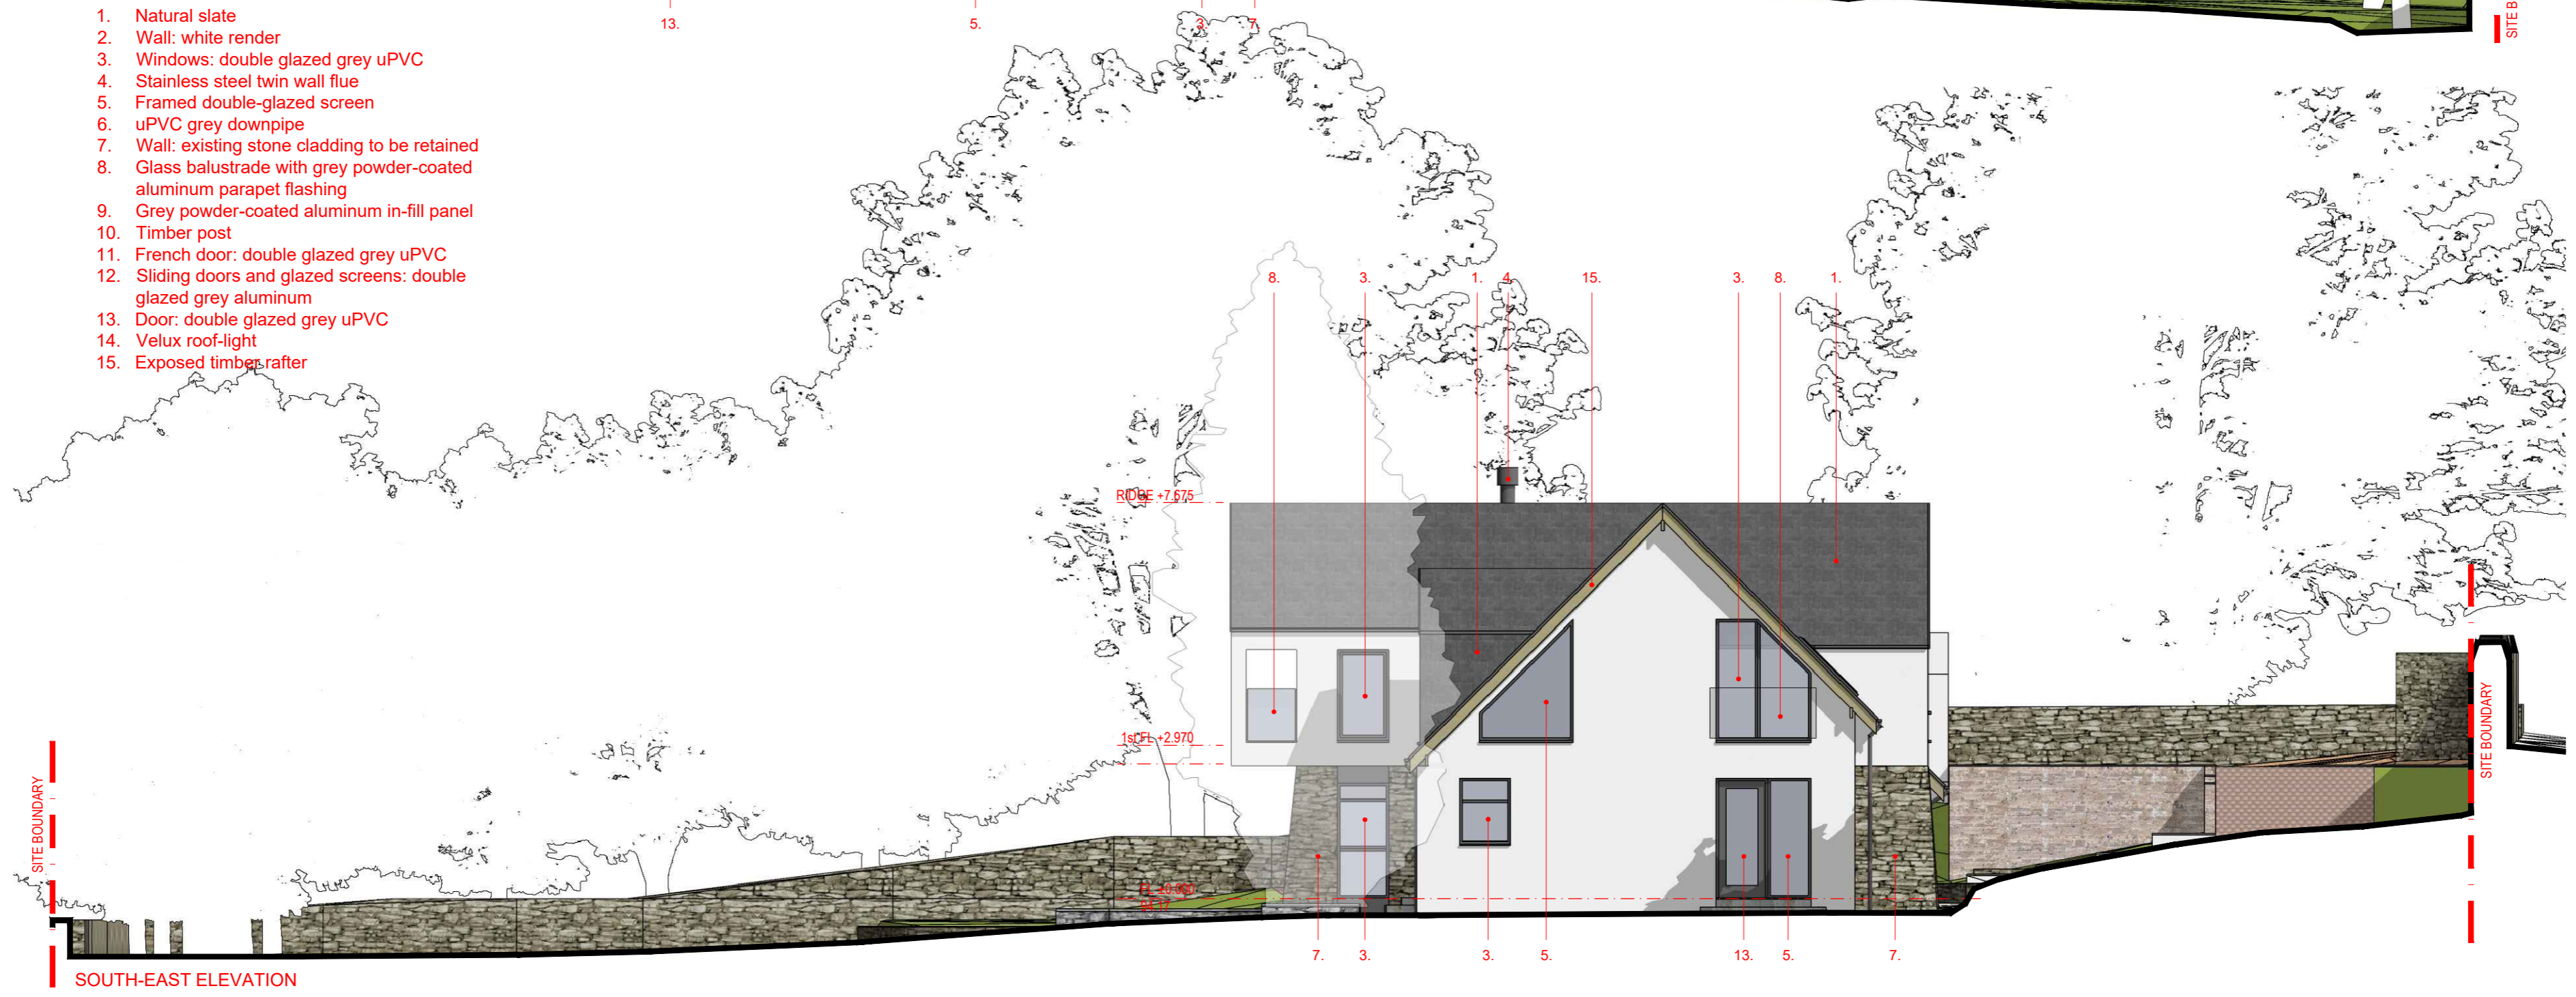 13. 5. 3. 7.
SITE B
1. Natural slate
2. Wall: white render
3. Windows: double glazed grey uPVC
4. Stainless steel twin wall flue
5. Framed double-glazed screen
6. uPVC grey downpipe
7. Wall: existing stone cladding to be retained
8. Glass balustrade with grey powder-coated
aluminum parapet flashing
9. Grey powder-coated aluminum in-fill panel
10. Timber post
11. French door: double glazed grey uPVC
12. Sliding doors and glazed screens: double
glazed grey aluminum
13. Door: double glazed grey uPVC
14. Velux roof-light
15. Exposed timber rafter
8. 3. 1. 4. 15. 3. 8. 1.
RIDGE +7.675
1st FL +2.970
FL ±0.000
SITE BOUNDARY
SITE BOUNDARY
7. 3. 3. 5. 13. 5. 7.
SOUTH-EAST ELEVATION